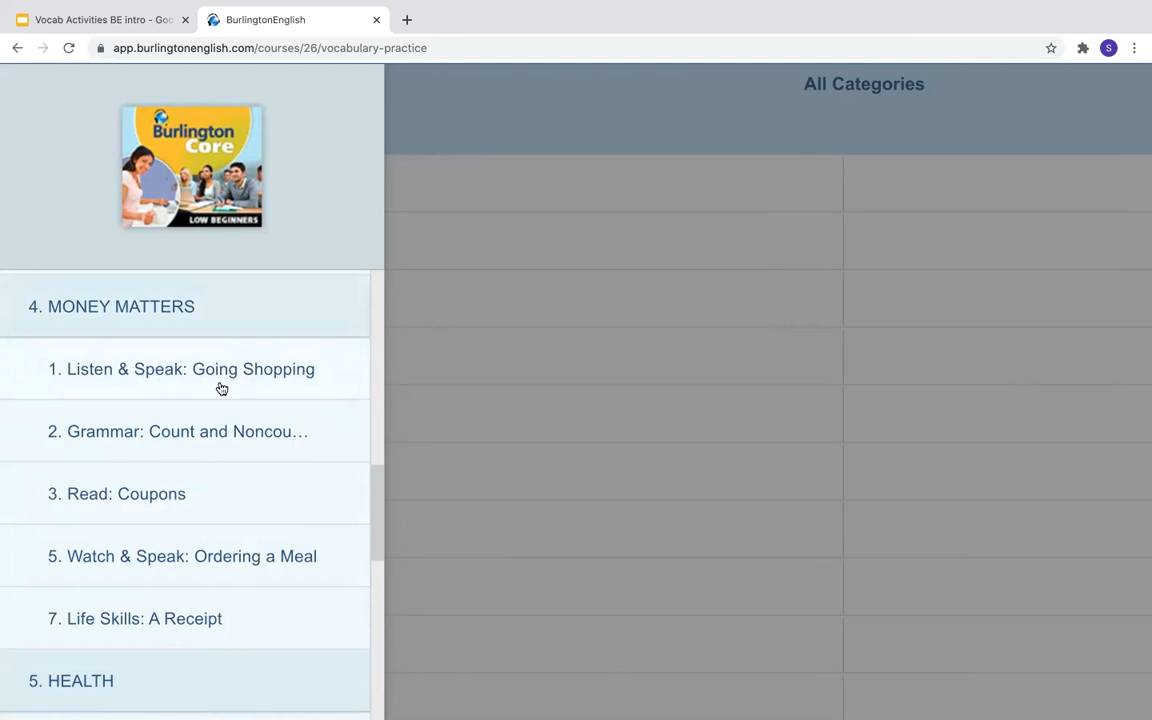 Vocab Activities BE intro - Goo
BurlingtonEnglish
app.burlingtonenglish.com/courses/26/vocabulary-practice
S
All Categories
Burlington
Core
LOW BEGINNERS
4. MONEY MATTERS
1. Listen & Speak: Going Shopping
2. Grammar: Count and Noncou...
3. Read: Coupons
5. Watch & Speak: Ordering a Meal
7. Life Skills: A Receipt
5. HEALTH